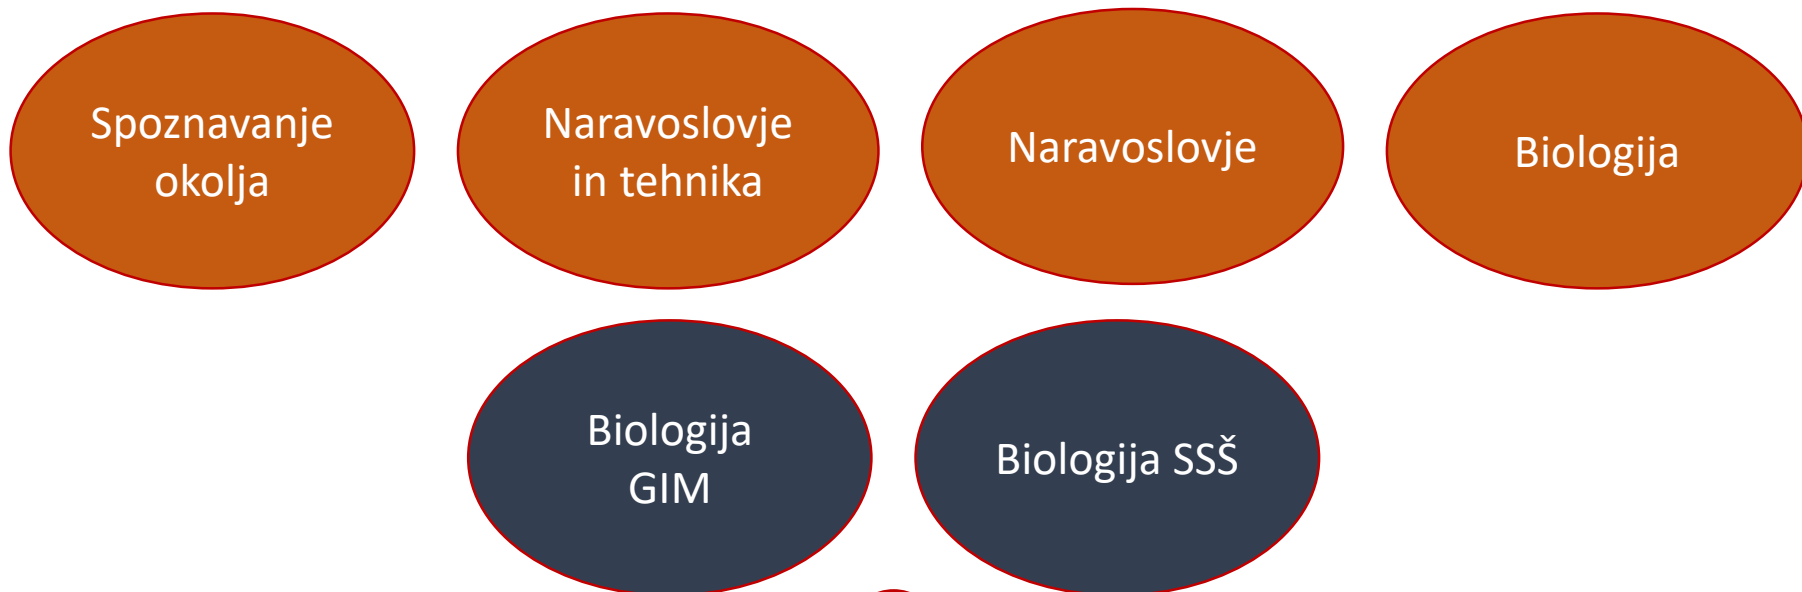 Spoznavanje
okolja
Naravoslovje
in tehnika
Naravoslovje
Biologija
Biologija
GIM
Biologija SSŠ